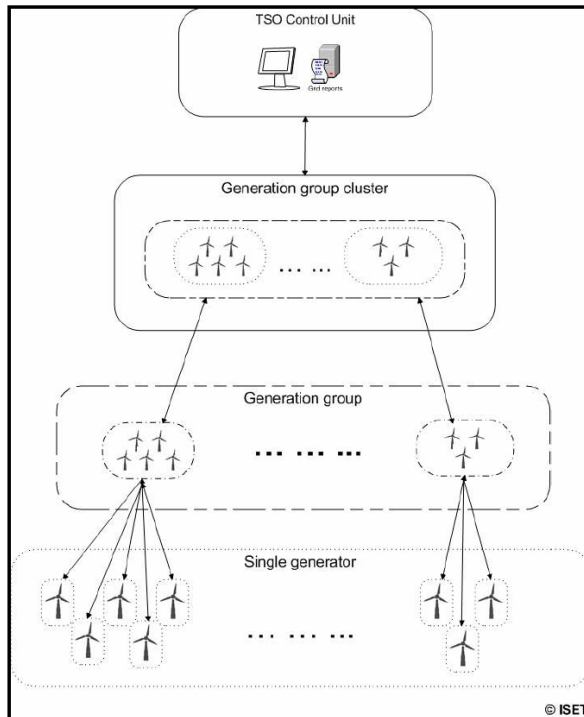 TSO Control Unit
Grid reports
Generation group cluster
Generation group
Single generator
© ISET